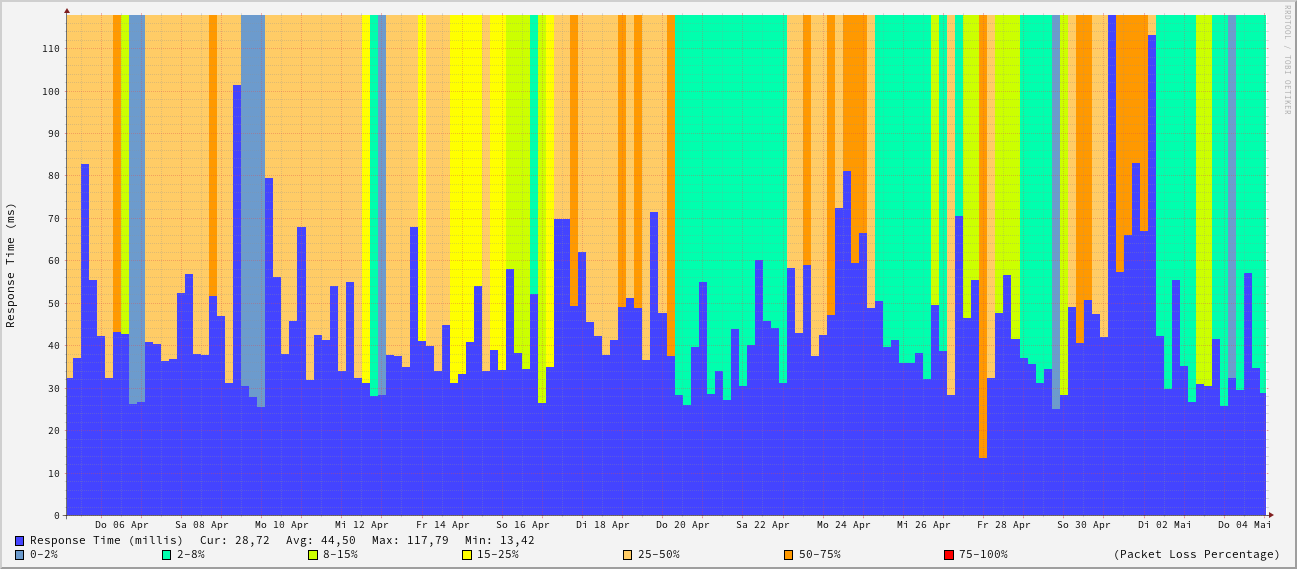 RRDTOOL / TOBI OETIKER
Response Time (ms)
110
100
90
80
70
60
50
40
30
20
10
0
Do 06 Apr Sa 08 Apr Mo 10 Apr Mi 12 Apr Fr 14 Apr So 16 Apr Di 18 Apr Do 20 Apr Sa 22 Apr Mo 24 Apr Mi 26 Apr Fr 28 Apr So 30 Apr Di 02 Mai Do 04 Mai
Response Time (millis) Cur: 28,72 Avg: 44,50 Max: 117,79 Min: 13,42
0-2% 2-8% 8-15% 15-25% 25-50% 50-75% 75-100% (Packet Loss Percentage)